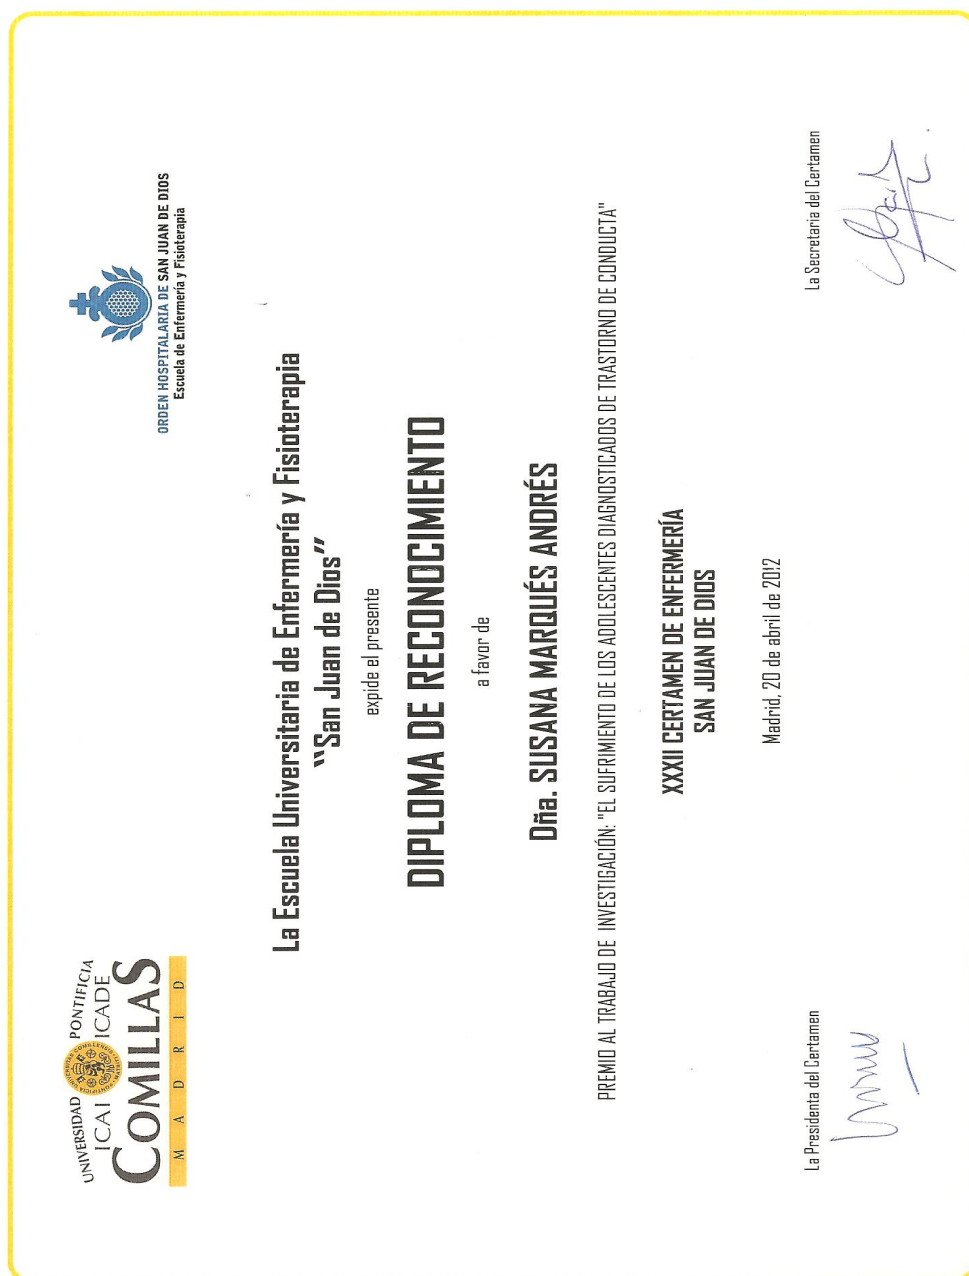 UNIVERSIDAD PONTIFICIA
ICAI ICADE
COMILLAS
M A D R I D
ORDEN HOSPITALARIA DE SAN JUAN DE DIOS
Escuela de Enfermería y Fisioterapia
La Escuela Universitaria de Enfermería y Fisioterapia
"San Juan de Dios"
expide el presente
DIPLOMA DE RECONOCIMIENTO
a favor de
Dña. SUSANA MARQUÉS ANDRÉS
PREMIO AL TRABAJO DE INVESTIGACIÓN: "EL SUFRIMIENTO DE LOS ADOLESCENTES DIAGNOSTICADOS DE TRASTORNO DE CONDUCTA"
XXXII CERTAMEN DE ENFERMERÍA
SAN JUAN DE DIOS
Madrid, 20 de abril de 2012
La Presidenta del Certamen
La Secretaria del Certamen